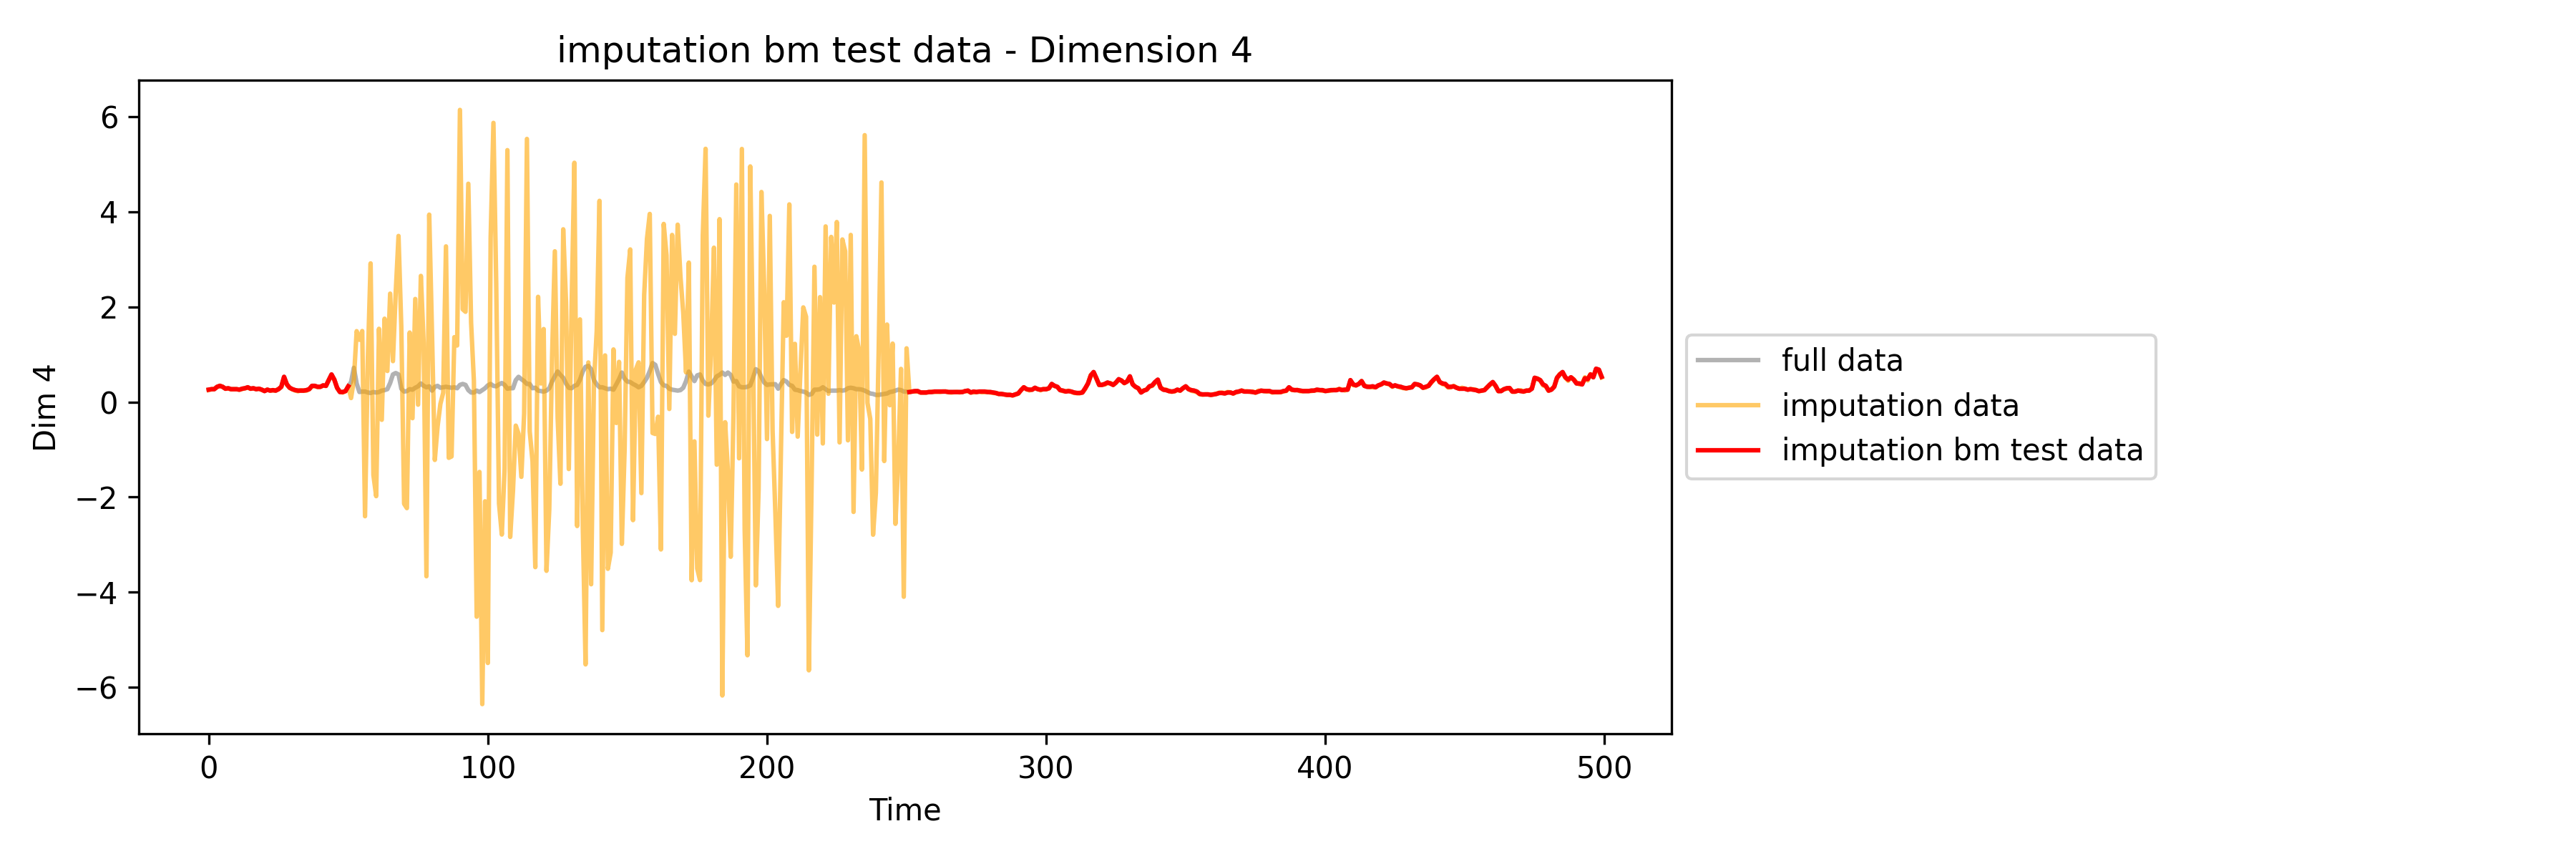 imputation bm test data - Dimension 4
Dim 4
6
4
2
0
−2
−4
−6
0 100 200 300 400 500
Time
full data
imputation data
imputation bm test data